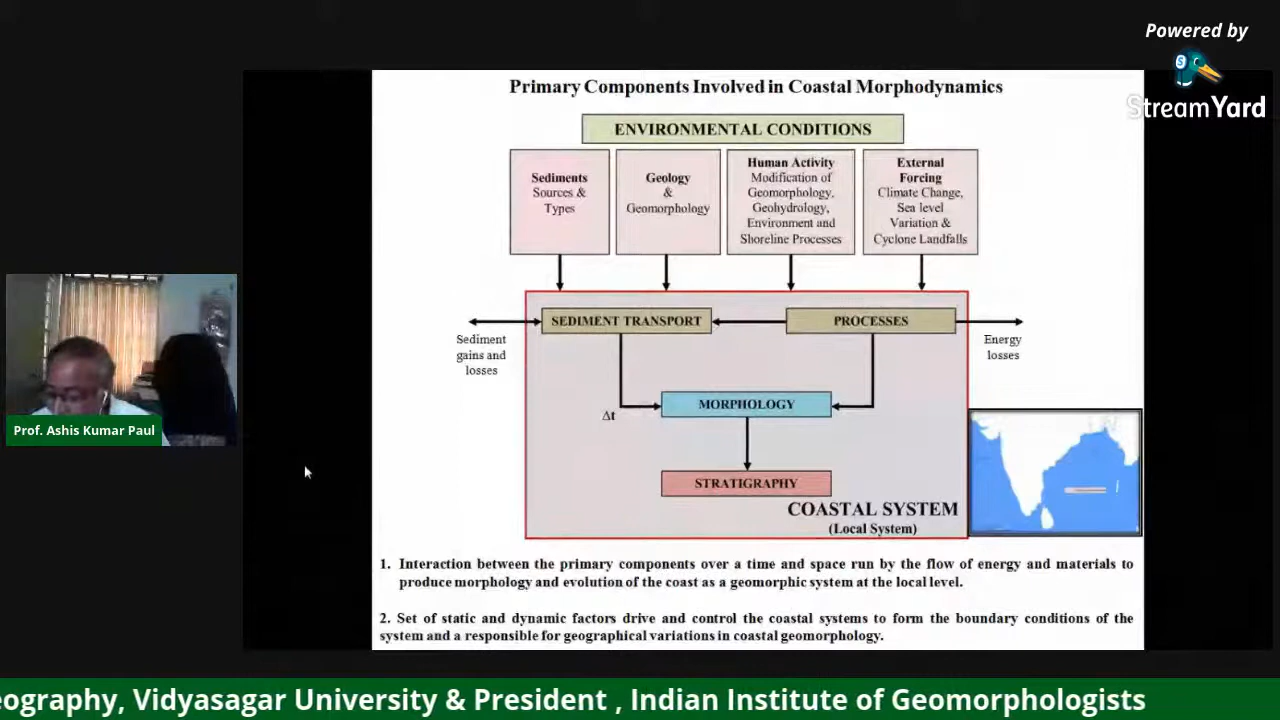 Powered by
S
StreamYard
Primary Components Involved in Coastal Morphodynamics
ENVIRONMENTAL CONDITIONS
Sediments
Sources &
Types
Geology
&
Geomorphology
Human Activity
Modification of
Geomorphology,
Geohydrology,
Environment and
Shoreline Processes
External
Forcing
Climate Change,
Sea level
Variation &
Cyclone Landfalls
SEDIMENT TRANSPORT
PROCESSES
Sediment
gains and
losses
Energy
losses
MORPHOLOGY
Δt
STRATIGRAPHY
COASTAL SYSTEM
(Local System)
1. Interaction between the primary components over a time and space run by the flow of energy and materials to
produce morphology and evolution of the coast as a geomorphic system at the local level.
2. Set of static and dynamic factors drive and control the coastal systems to form the boundary conditions of the
system and a responsible for geographical variations in coastal geomorphology.
Prof. Ashis Kumar Paul
eography, Vidyasagar University & President , Indian Institute of Geomorphologists